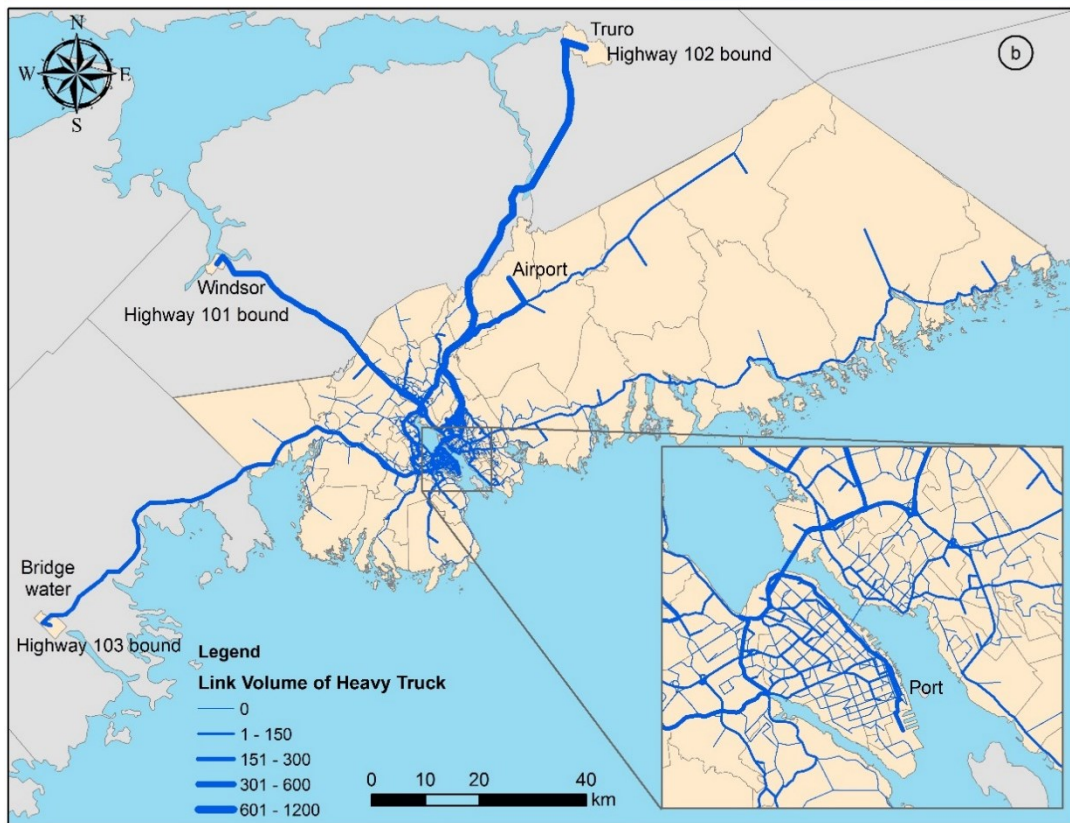 N
W E
S
Truro
Highway 102 bound
b
Airport
Windsor
Highway 101 bound
Bridge
water
Highway 103 bound
Port
Legend
Link Volume of Heavy Truck
0
1 - 150
151 - 300
301 - 600
601 - 1200
0 10 20 40
km